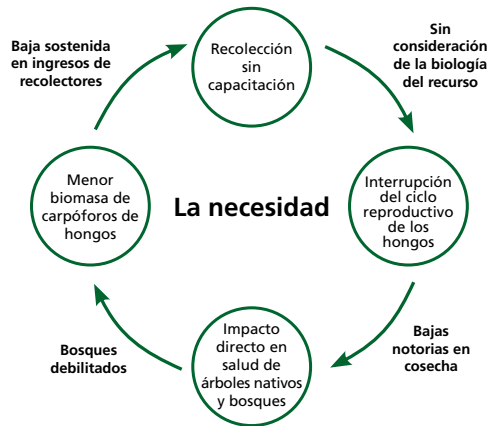 Recolección
sin
capacitación
Sin
consideración
de la biología
del recurso
Interrupción
del ciclo
reproductivo
de los
hongos
Bajas
notorias en
cosecha
Impacto
directo en
salud de
árboles nativos
y bosques
Bosques
debilitados
Menor
biomasa de
carpóforos de
hongos
Baja sostenida
en ingresos de
recolectores
La necesidad